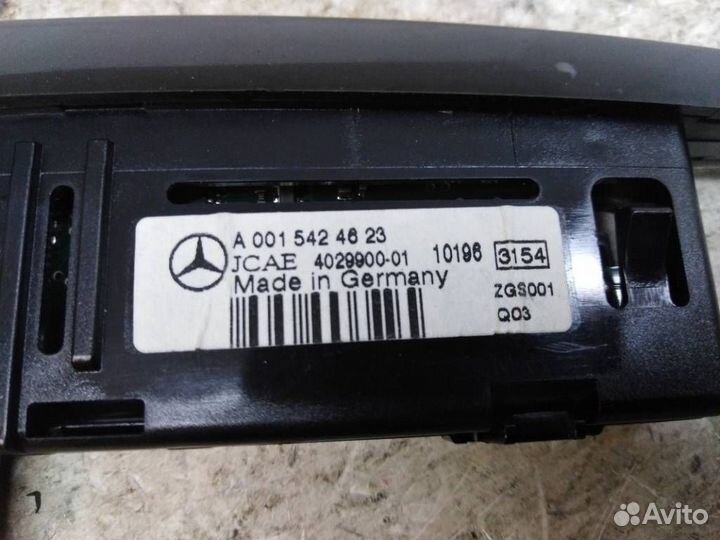 A 001 542 46 23
JCAE 4029900-01 10196 3154
Made in Germany
ZGS001
Q03
Avito